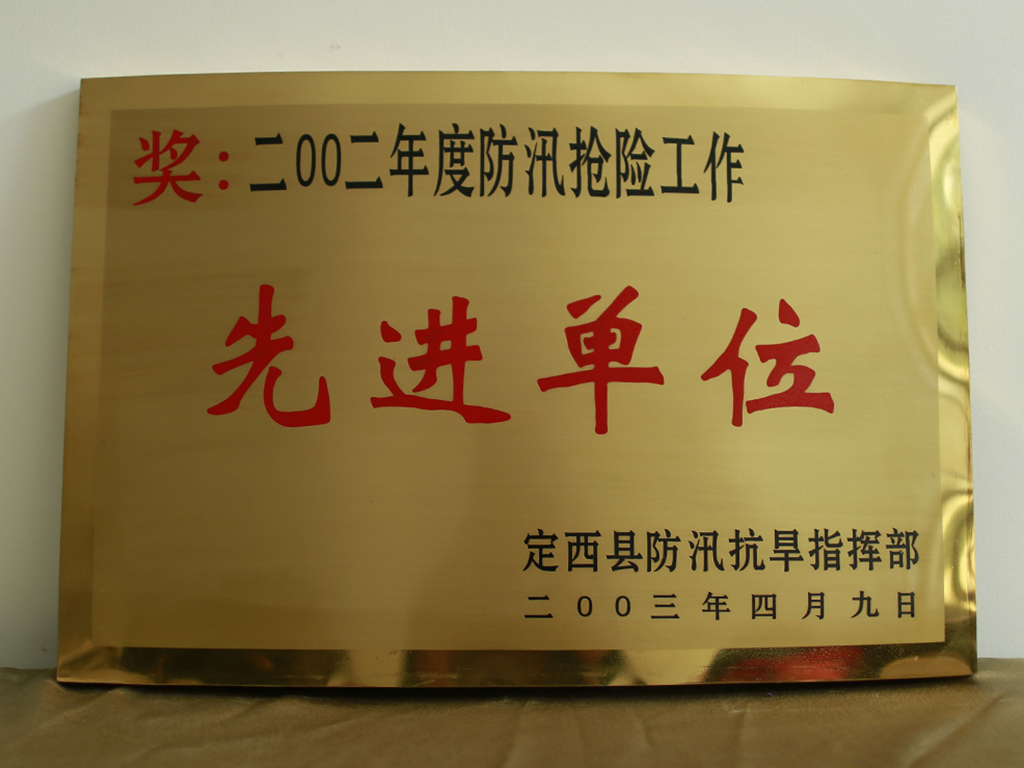 奖：二00二年度防汛抢险工作
先进单位
定西县防汛抗旱指挥部
二00三年四月九日